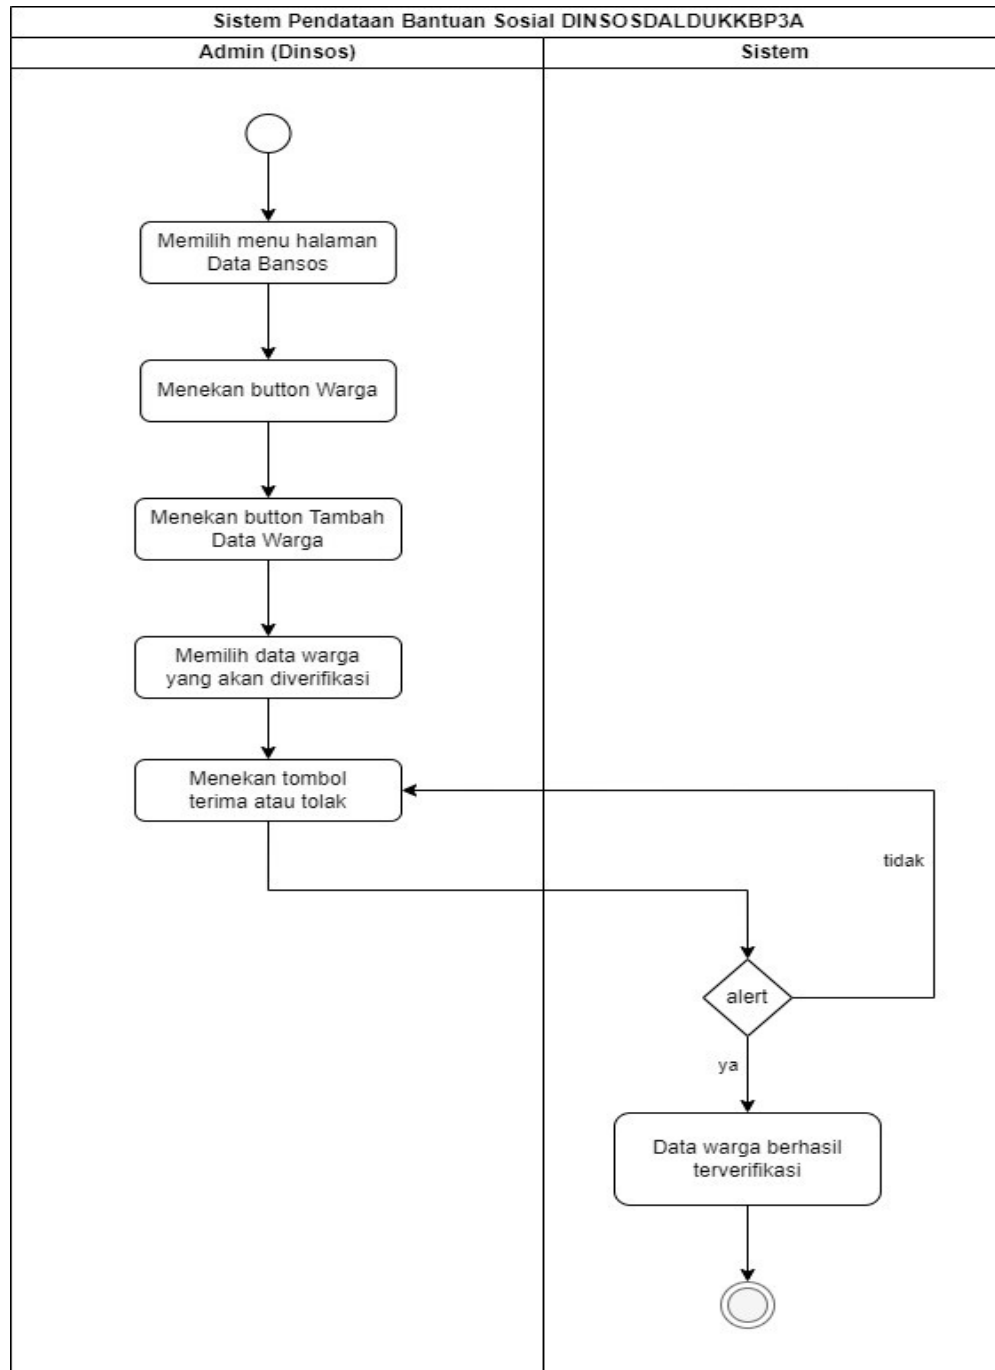 Sistem Pendataan Bantuan Sosial DINSOSDALDUKKBP3A
Admin (Dinsos)
Sistem
Memilih menu halaman
Data Bansos
Menekan button Warga
Menekan button Tambah
Data Warga
Memilih data warga
yang akan diverifikasi
Menekan tombol
terima atau tolak
tidak
alert
ya
Data warga berhasil
terverifikasi